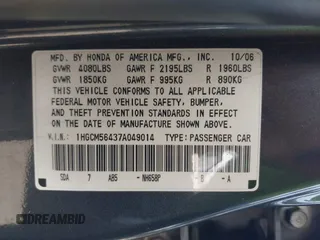 MFD. BY HONDA OF AMERICA MFG., INC. 10/06
GVWR 4080LBS GAWR F 2195LBS R 1960LBS
GVWR 1850KG GAWR F 995KG R 890KG
THIS VEHICLE CONFORMS TO ALL APPLICABLE
FEDERAL MOTOR VEHICLE SAFETY, BUMPER,
AND THEFT PREVENTION STANDARDS IN
EFFECT ON THE DATE OF MANUFACTURE
SHOWN ABOVE.
V.I.N.: 1HGCM56437A049014 TYPE: PASSENGER CAR
SDA 7 AB5 NH658P A
DREAMBID